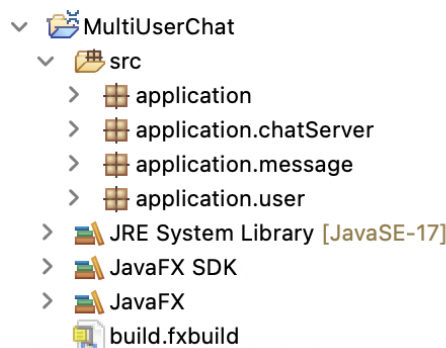 MultiUserChat
src
application
application.chatServer
application.message
application.user
JRE System Library [JavaSE-17]
JavaFX SDK
JavaFX
build.fxbuild